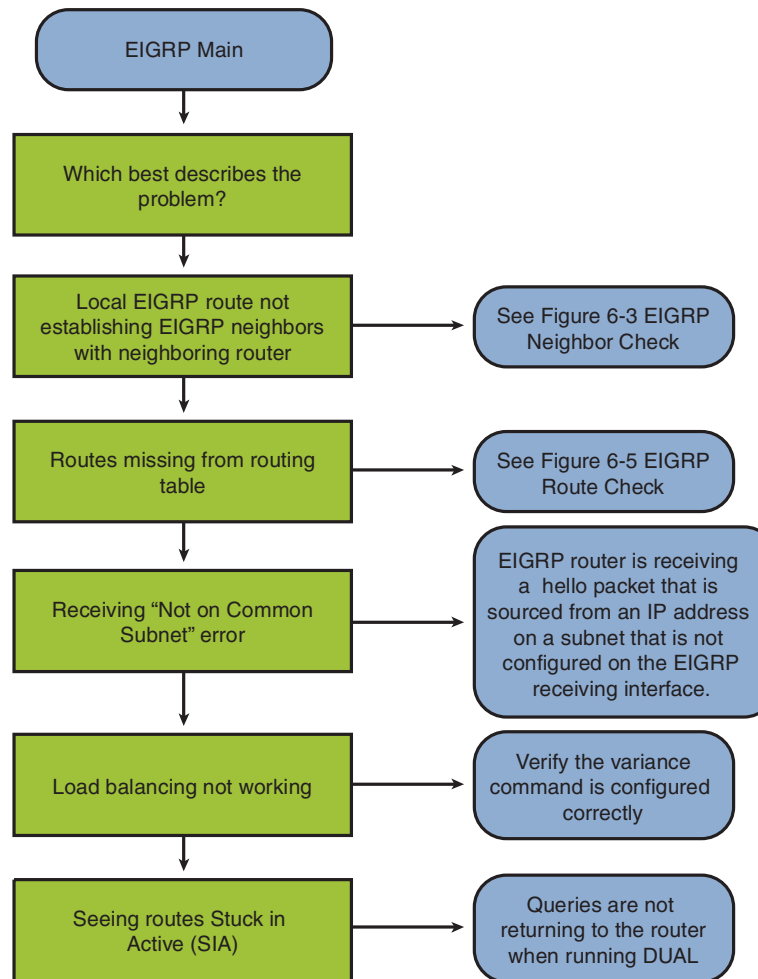 EIGRP Main
Which best describes the
problem?
Local EIGRP route not
establishing EIGRP neighbors
with neighboring router
See Figure 6-3 EIGRP
Neighbor Check
Routes missing from routing
table
See Figure 6-5 EIGRP
Route Check
Receiving “Not on Common
Subnet” error
EIGRP router is receiving
a hello packet that is
sourced from an IP address
on a subnet that is not
configured on the EIGRP
receiving interface.
Load balancing not working
Verify the variance
command is configured
correctly
Seeing routes Stuck in
Active (SIA)
Queries are not
returning to the router
when running DUAL